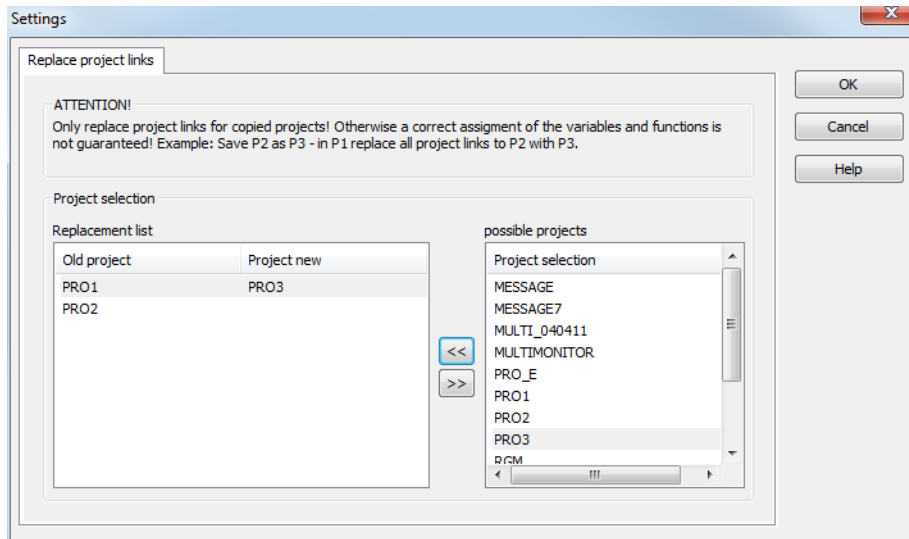 Settings
Replace project links
OK
ATTENTION!
Only replace project links for copied projects! Otherwise a correct assigment of the variables and functions is
not guaranteed! Example: Save P2 as P3 - in P1 replace all project links to P2 with P3.
Cancel
Help
Project selection
Replacement list
Old project Project new
PRO1 PRO3
PRO2
<<
>>
possible projects
Project selection
MESSAGE
MESSAGE7
MULTI_040411
MULTIMONITOR
PRO_E
PRO1
PRO2
PRO3
RGM